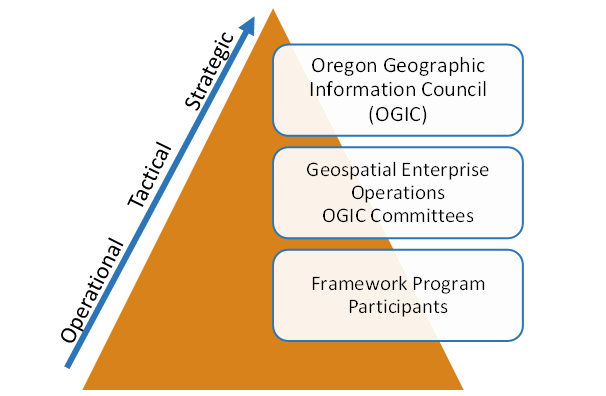 Strategic
Tactical
Operational
Oregon Geographic
Information Council
(OGIC)
Geospatial Enterprise
Operations
OGIC Committees
Framework Program
Participants